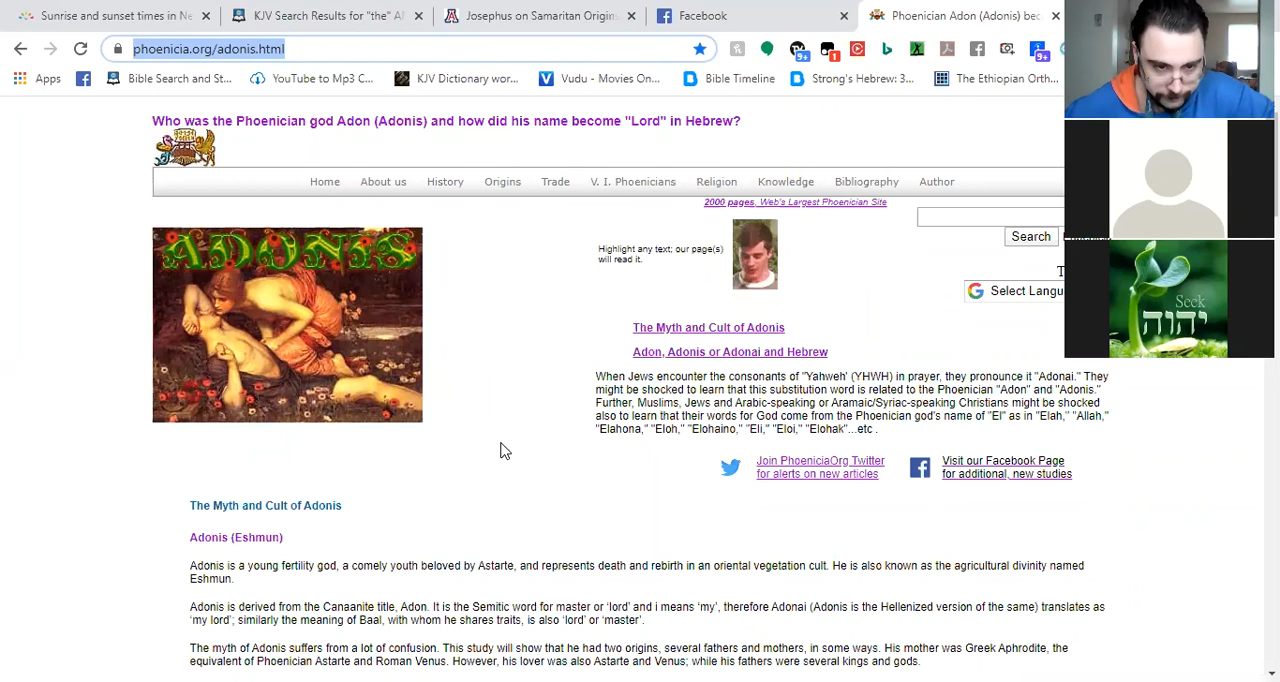 Sunrise and sunset times in Ne
KJV Search Results for "the" A
Josephus on Samaritan Origin
Facebook
Phoenician Adon (Adonis) bec
phoenicia.org/adonis.html
9+
1
9+
Apps
Bible Search and St...
YouTube to Mp3 C...
KJV Dictionary wor...
Vudu - Movies On...
Bible Timeline
Strong's Hebrew: 3...
The Ethiopian Orth...
Who was the Phoenician god Adon (Adonis) and how did his name become "Lord" in Hebrew?
Home
About us
History
Origins
Trade
V. I. Phoenicians
Religion
Knowledge
Bibliography
Author
2000 pages, Web's Largest Phoenician Site
ADONIS
Highlight any text; our page(s)
will read it.
Search
T
Select Langu
Seek
יהוה
The Myth and Cult of Adonis
Adon, Adonis or Adonai and Hebrew
When Jews encounter the consonants of "Yahweh' (YHWH) in prayer, they pronounce it "Adonai." They
might be shocked to learn that this substitution word is related to the Phoenician "Adon" and "Adonis."
Further, Muslims, Jews and Arabic-speaking or Aramaic/Syriac-speaking Christians might be shocked
also to learn that their words for God come from the Phoenician god's name of "El" as in "Elah," "Allah,"
"Elahona," "Eloh," "Elohaino," "Eli," "Eloi," "Elohak"...etc .
Join PhoeniciaOrg Twitter
for alerts on new articles
Visit our Facebook Page
for additional, new studies
The Myth and Cult of Adonis
Adonis (Eshmun)
Adonis is a young fertility god, a comely youth beloved by Astarte, and represents death and rebirth in an oriental vegetation cult. He is also known as the agricultural divinity named
Eshmun.
Adonis is derived from the Canaanite title, Adon. It is the Semitic word for master or 'lord' and i means 'my', therefore Adonai (Adonis is the Hellenized version of the same) translates as
'my lord'; similarly the meaning of Baal, with whom he shares traits, is also 'lord' or 'master'.
The myth of Adonis suffers from a lot of confusion. This study will show that he had two origins, several fathers and mothers, in some ways. His mother was Greek Aphrodite, the
equivalent of Phoenician Astarte and Roman Venus. However, his lover was also Astarte and Venus; while his fathers were several kings and gods.